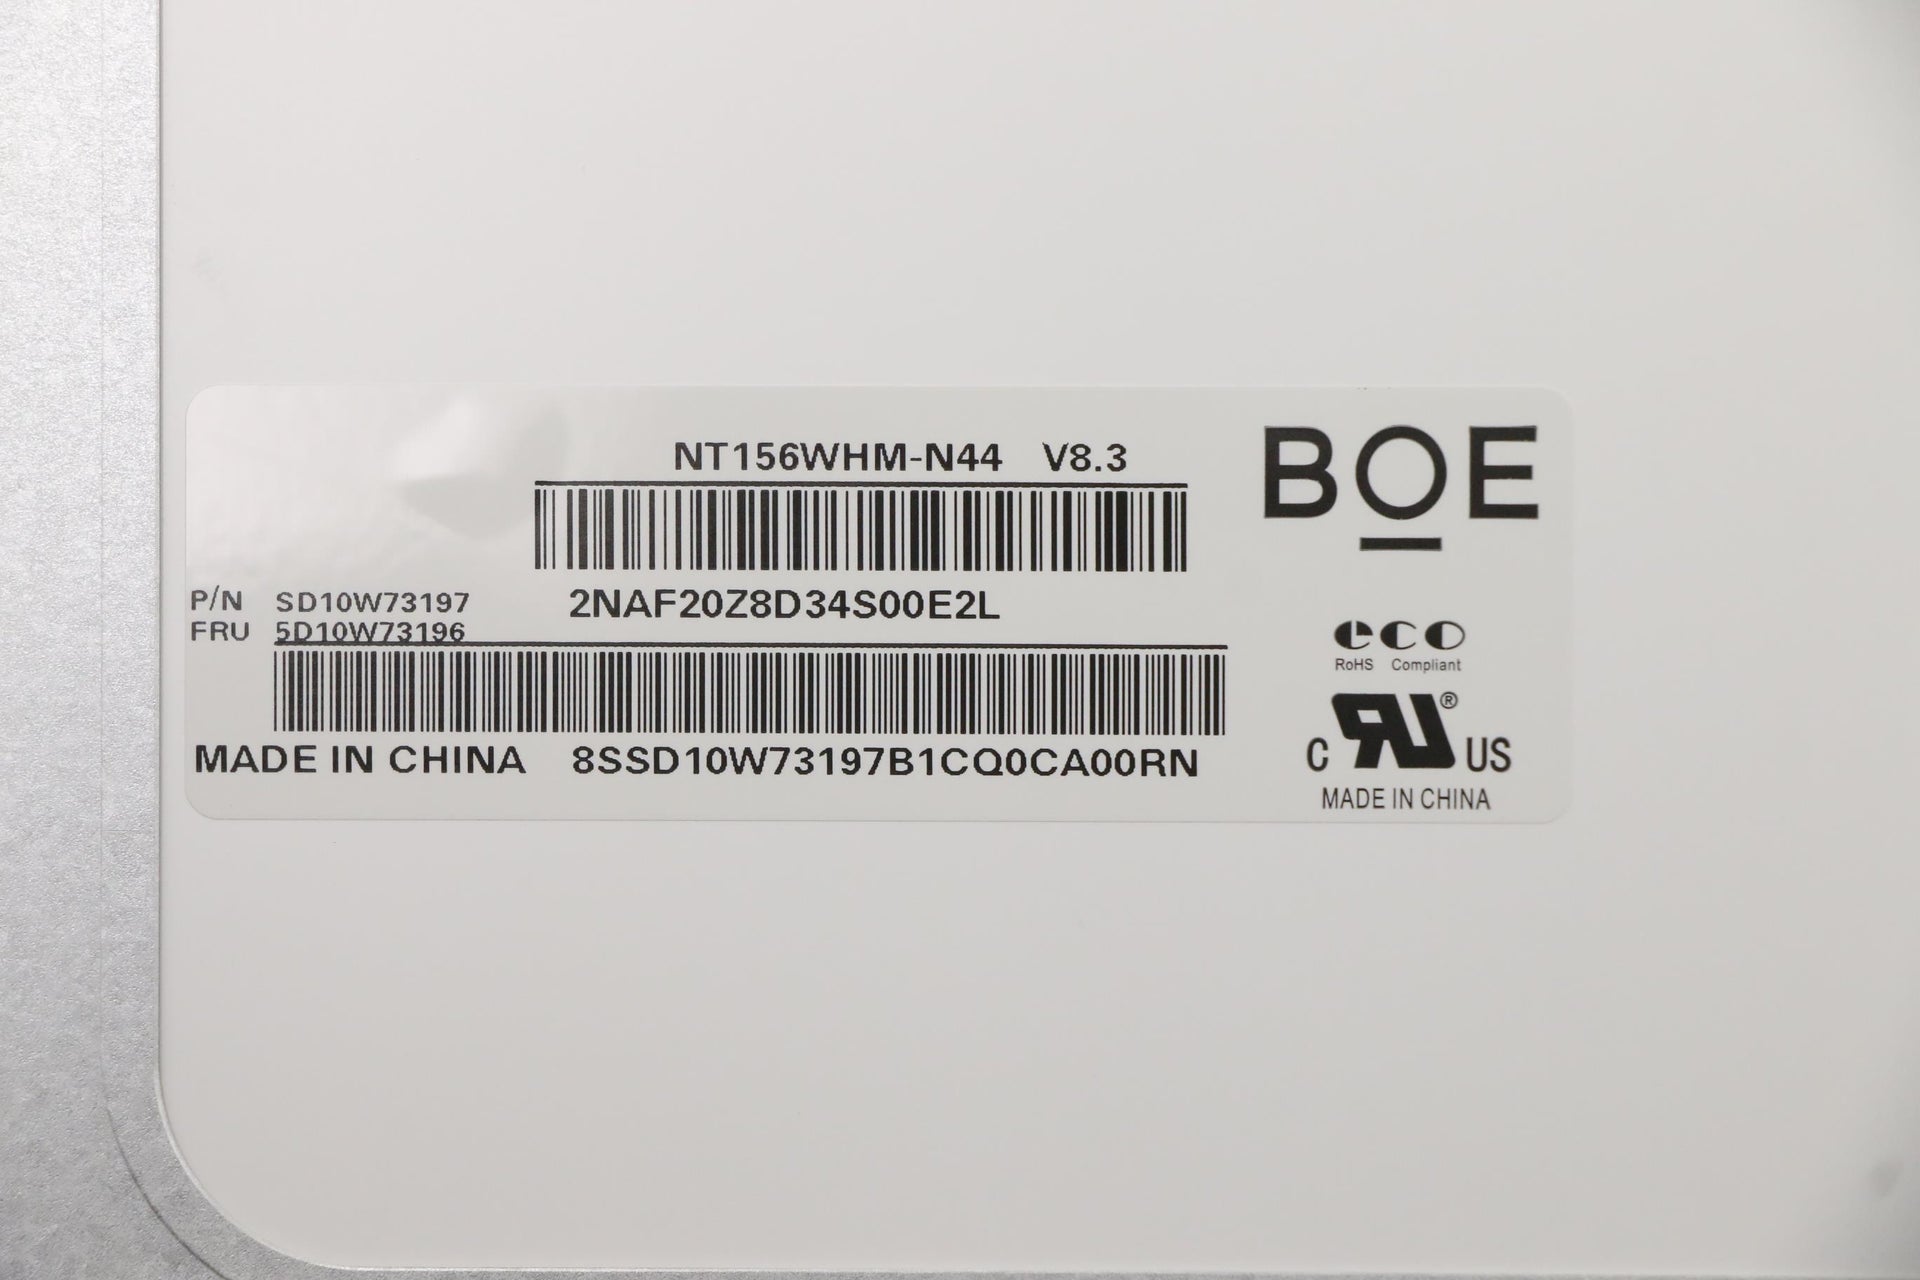 NT156WHM-N44 V8.3
BOE
P/N SD10W73197
2NAF20Z8D34S00E2L
FRU 5D10W73196
eco
RoHS Compliant
MADE IN CHINA 8SSD10W73197B1CQ0CA00RN
c RU ® US
MADE IN CHINA